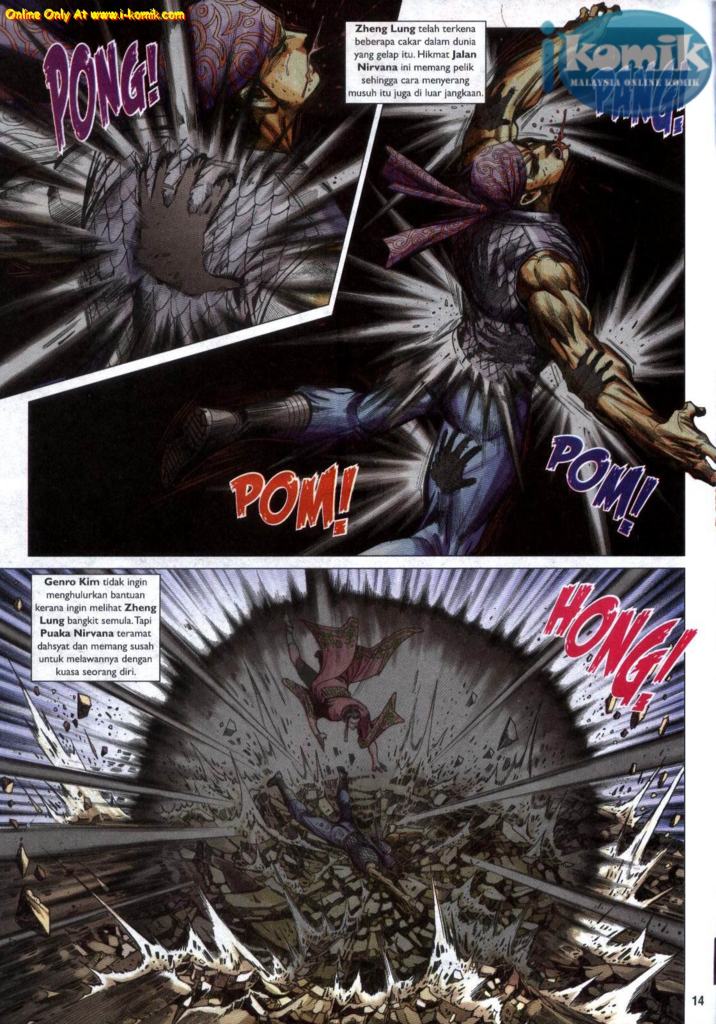 Online Only At www.i-komik.com
PONG!
Zheng Lung telah terkena
beberapa cakar dalam dunia
yang gelap itu. Hikmat Jalan
Nirvana ini memang pelik
sehingga cara menyerang
musuh itu juga di luar jangkaan.
ikomik
MALAYSIA ONLINE KOMIK
PANG!
POM!
POM!
Genro Kim tidak ingin
menghulurkan bantuan
kerana ingin melihat Zheng
Lung bangkit semula. Tapi
Puaka Nirvana teramat
dahsyat dan memang susah
untuk melawannya dengan
kuasa seorang diri.
HONG!
14